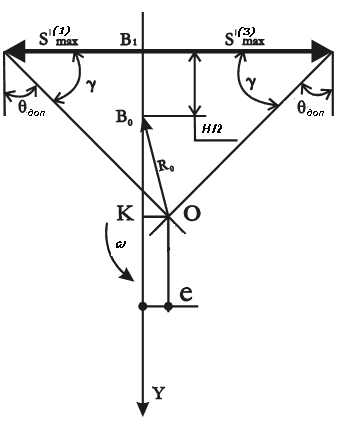 S'max(1) B1 S'max(3)
γ γ
θдоп θдоп
B0 H/2
R0
K O
ω
e
Y